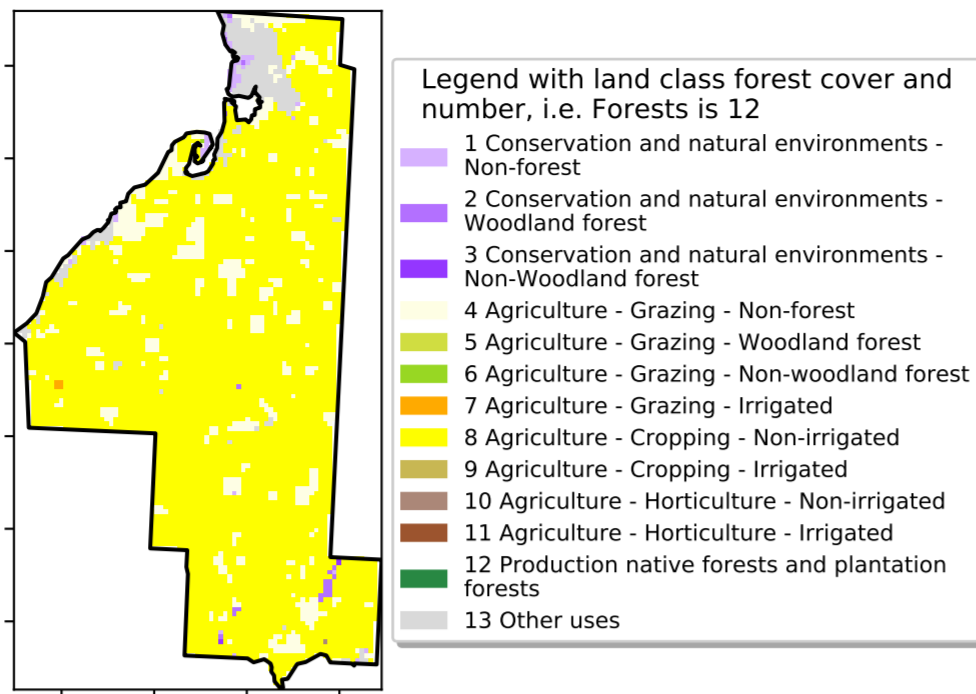 Legend with land class forest cover and
number, i.e. Forests is 12
1 Conservation and natural environments -
Non-forest
2 Conservation and natural environments -
Woodland forest
3 Conservation and natural environments -
Non-Woodland forest
4 Agriculture - Grazing - Non-forest
5 Agriculture - Grazing - Woodland forest
6 Agriculture - Grazing - Non-woodland forest
7 Agriculture - Grazing - Irrigated
8 Agriculture - Cropping - Non-irrigated
9 Agriculture - Cropping - Irrigated
10 Agriculture - Horticulture - Non-irrigated
11 Agriculture - Horticulture - Irrigated
12 Production native forests and plantation
forests
13 Other uses